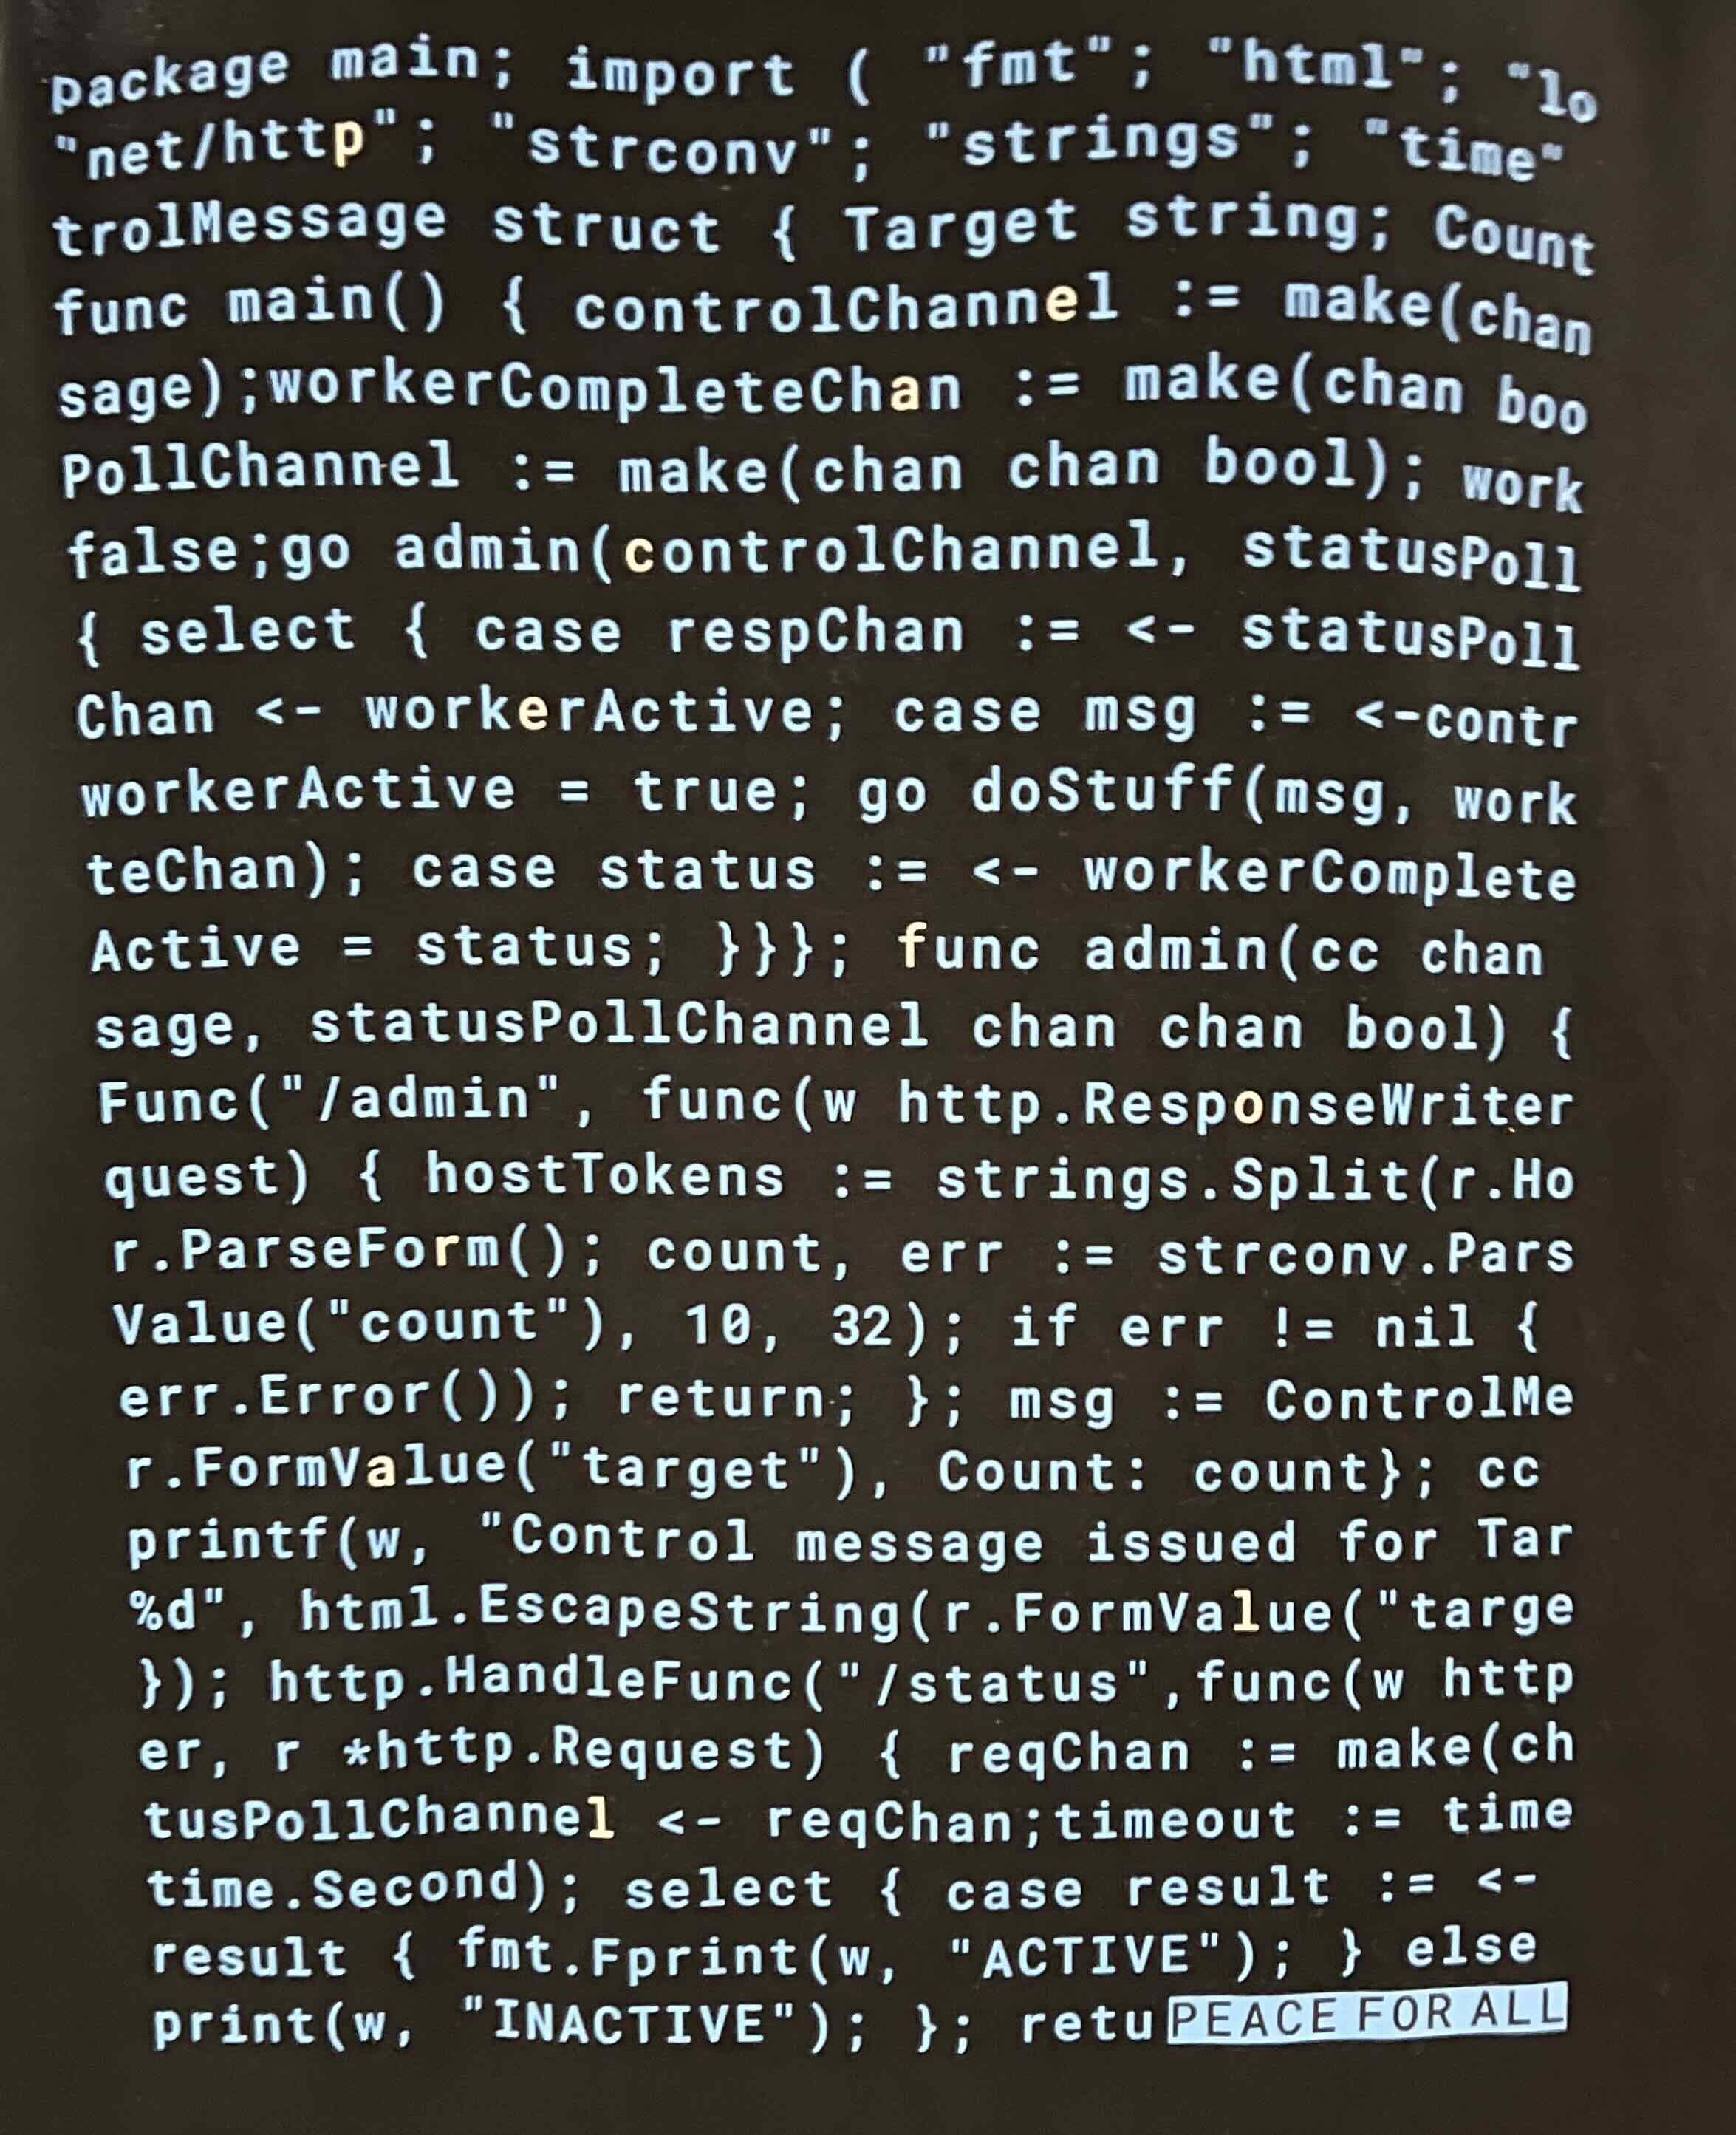 package main; import ( "fmt"; "html"; "lo
"net/http"; "strconv"; "strings"; "time"
trolMessage struct { Target string; Count
func main() { controlChannel := make(chan
sage);workerCompleteChan := make(chan boo
PollChannel := make(chan chan bool); work
false;go admin(controlChannel, statusPoll
{ select { case respChan := <- statusPoll
Chan <- workerActive; case msg := <-contr
workerActive = true; go doStuff(msg, work
teChan); case status := <- workerComplete
Active = status; }}}; func admin(cc chan
sage, statusPollChannel chan chan bool) {
Func("/admin", func(w http.ResponseWriter
quest) { hostTokens := strings.Split(r.Ho
r.ParseForm(); count, err := strconv.Pars
Value("count"), 10, 32); if err != nil {
err.Error()); return; }; msg := ControlMe
r.FormValue("target"), Count: count}; cc
printf(w, "Control message issued for Tar
%d", html.EscapeString(r.FormValue("targe
}); http.HandleFunc("/status",func(w http
er, r *http.Request) { reqChan := make(ch
tusPollChannel <- reqChan;timeout := time
time.Second); select { case result := <-
result { fmt.Fprint(w, "ACTIVE"); } else
print(w, "INACTIVE"); }; retuPEACE FOR ALL